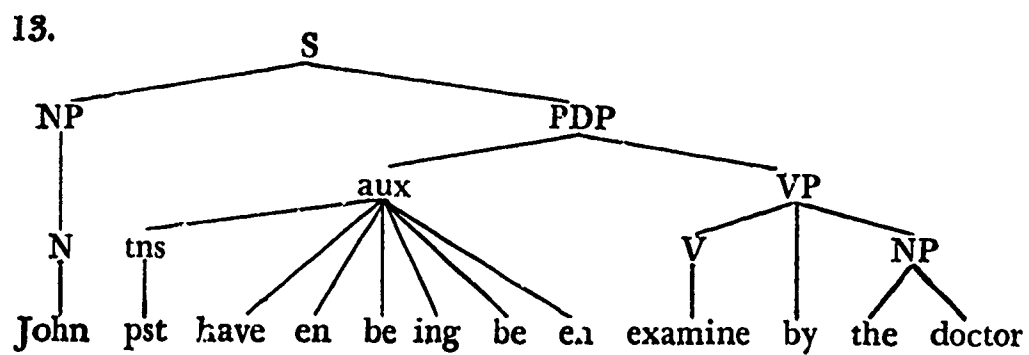 13.
S
NP PDP
aux VP
N tns V NP
John pst have en be ing be en examine by the doctor